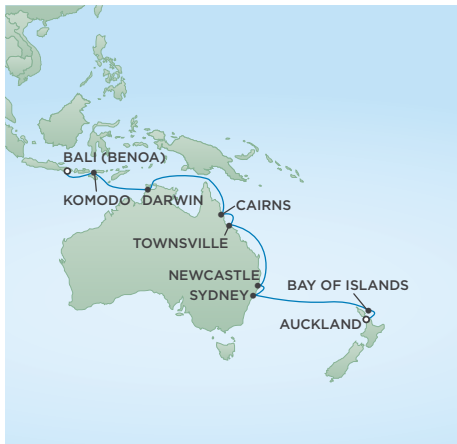 BALI (BENOA)
KOMODO
DARWIN
CAIRNS
TOWNSVILLE
NEWCASTLE
SYDNEY
BAY OF ISLANDS
AUCKLAND